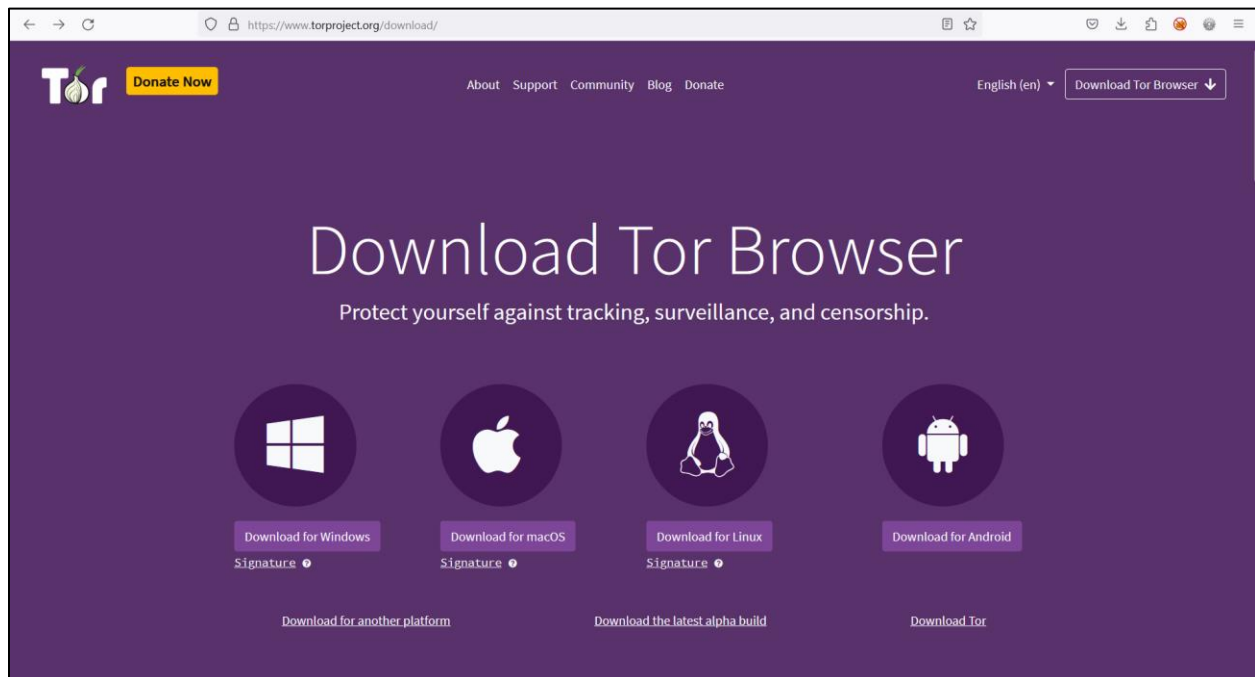 https://www.torproject.org/download/
Tor
Donate Now
About Support Community Blog Donate
English (en)
Download Tor Browser
Download Tor Browser
Protect yourself against tracking, surveillance, and censorship.
Download for Windows
Download for macOS
Download for Linux
Download for Android
Signature ?
Signature ?
Signature ?
Download for another platform
Download the latest alpha build
Download Tor